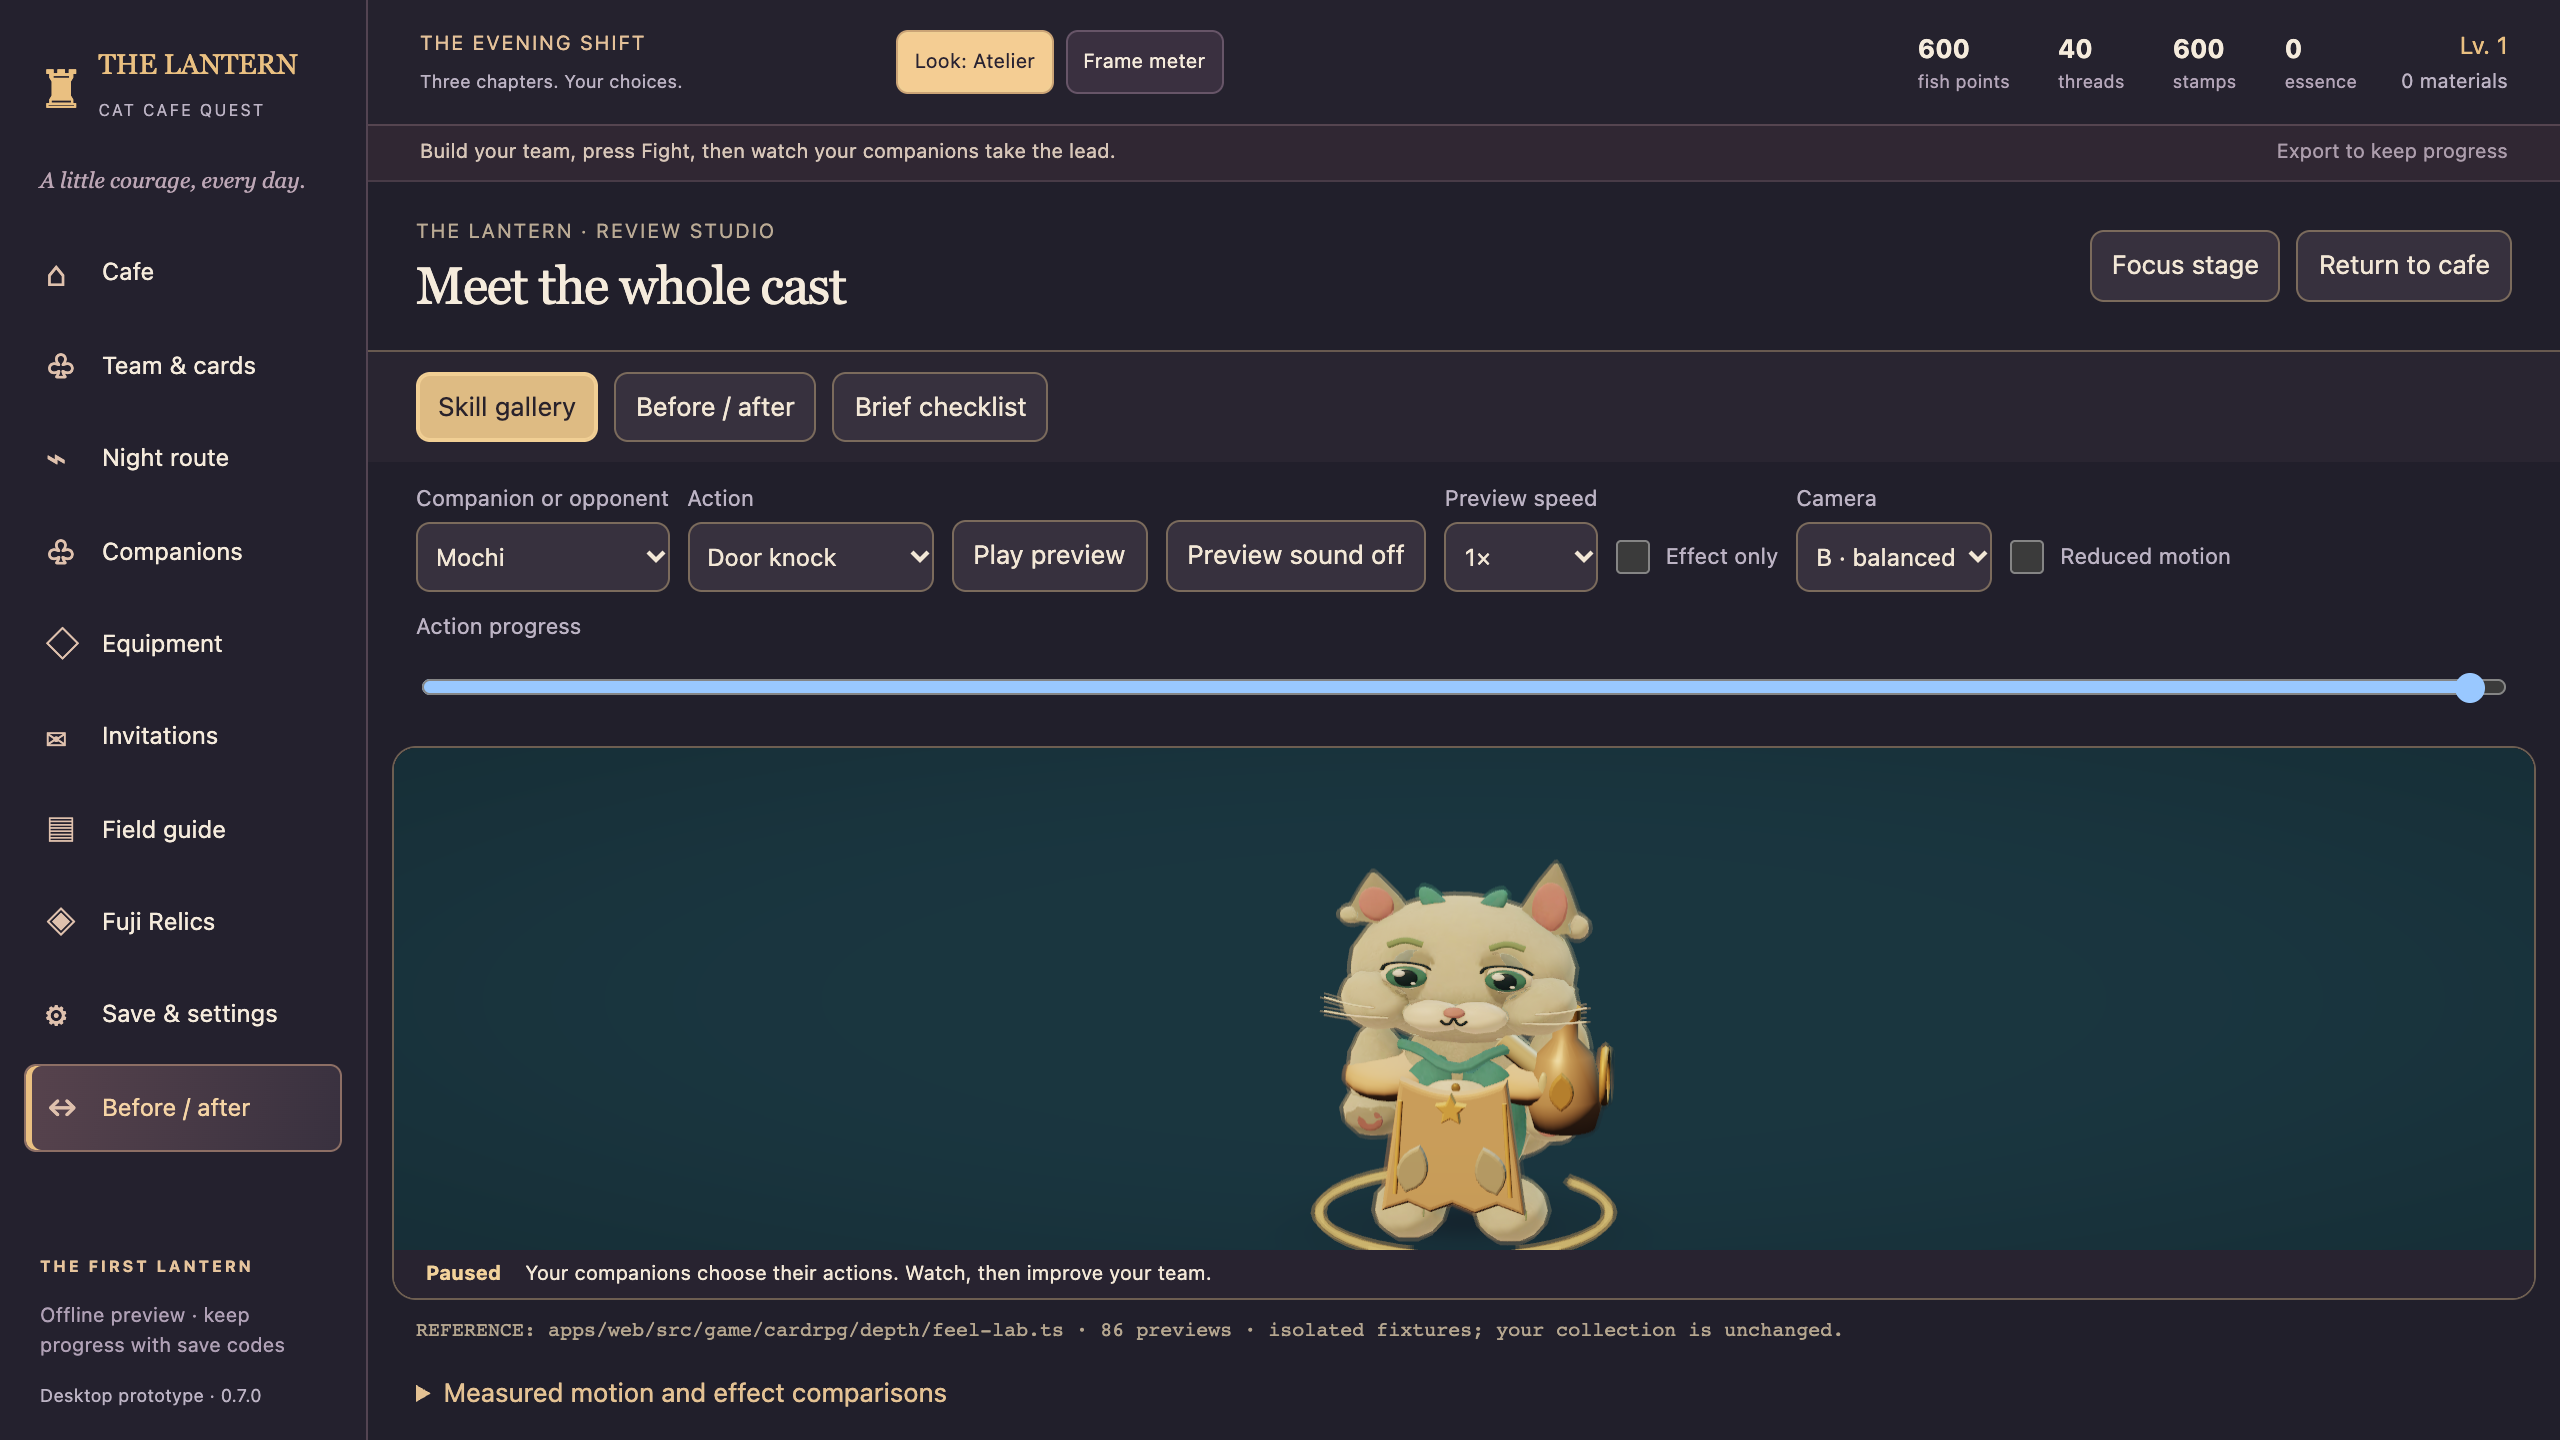 THE LANTERN
CAT CAFE QUEST
A little courage, every day.
Cafe
Team & cards
Night route
Companions
Equipment
Invitations
Field guide
Fuji Relics
Save & settings
Before / after
THE FIRST LANTERN
Offline preview · keep
progress with save codes
Desktop prototype · 0.7.0
THE EVENING SHIFT
Three chapters. Your choices.
Look: Atelier
Frame meter
600
fish points
40
threads
600
stamps
0
essence
Lv. 1
0 materials
Build your team, press Fight, then watch your companions take the lead.
Export to keep progress
THE LANTERN · REVIEW STUDIO
Meet the whole cast
Focus stage
Return to cafe
Skill gallery
Before / after
Brief checklist
Companion or opponent
Mochi
Action
Door knock
Play preview
Preview sound off
Preview speed
1×
Effect only
Camera
B · balanced
Reduced motion
Action progress
Paused Your companions choose their actions. Watch, then improve your team.
REFERENCE: apps/web/src/game/cardrpg/depth/feel-lab.ts · 86 previews · isolated fixtures; your collection is unchanged.
Measured motion and effect comparisons